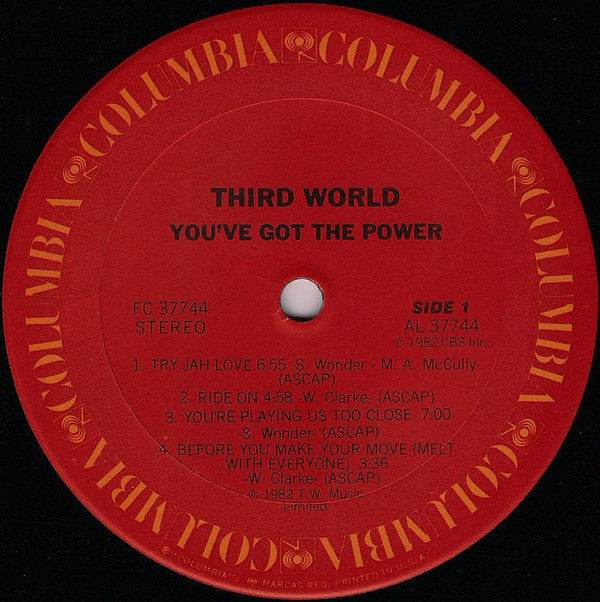 COLUMBIA COLUMBIA COLUMBIA COLUMBIA COLUMBIA COLUMBIA
THIRD WORLD
YOU'VE GOT THE POWER
FC 37744
STEREO
SIDE 1
AL 37744
℗ 1982 CBS Inc.
1. TRY JAH LOVE 6:55 -S. Wonder - M. A. McCully-
(ASCAP)
2. RIDE ON 4:58 -W. Clarke- (ASCAP)
3. YOU'RE PLAYING US TOO CLOSE 7:00
-S. Wonder- (ASCAP)
4. BEFORE YOU MAKE YOUR MOVE (MELT
WITH EVERYONE) 3:36
-W. Clarke- (ASCAP)
℗ 1982 T.W. Music
Limited
®"COLUMBIA", MARCAS REG. PRINTED IN U.S.A.